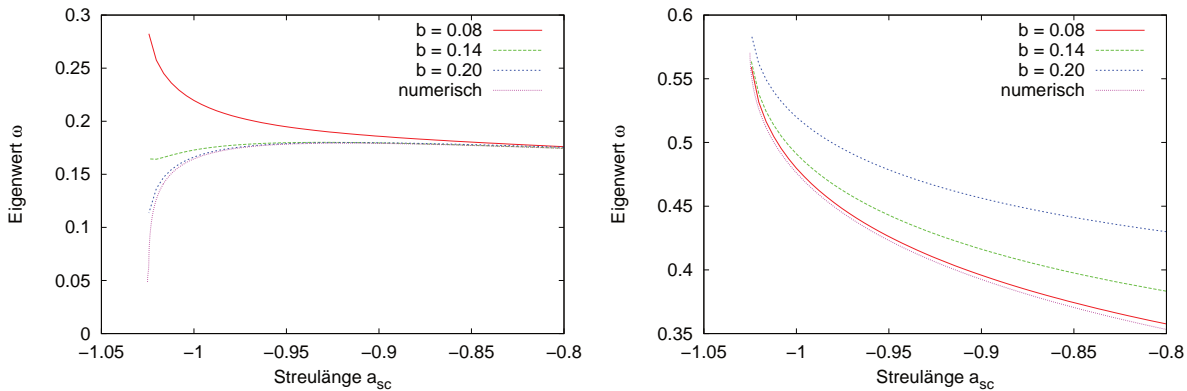 0.3
0.25
0.2
0.15
0.1
0.05
0
Eigenwert ω
−1.05
−1
−0.95
−0.9
−0.85
−0.8
Streulänge asc
b = 0.08
b = 0.14
b = 0.20
numerisch
0.6
0.55
0.5
0.45
0.4
0.35
Eigenwert ω
−1.05
−1
−0.95
−0.9
−0.85
−0.8
Streulänge asc
b = 0.08
b = 0.14
b = 0.20
numerisch